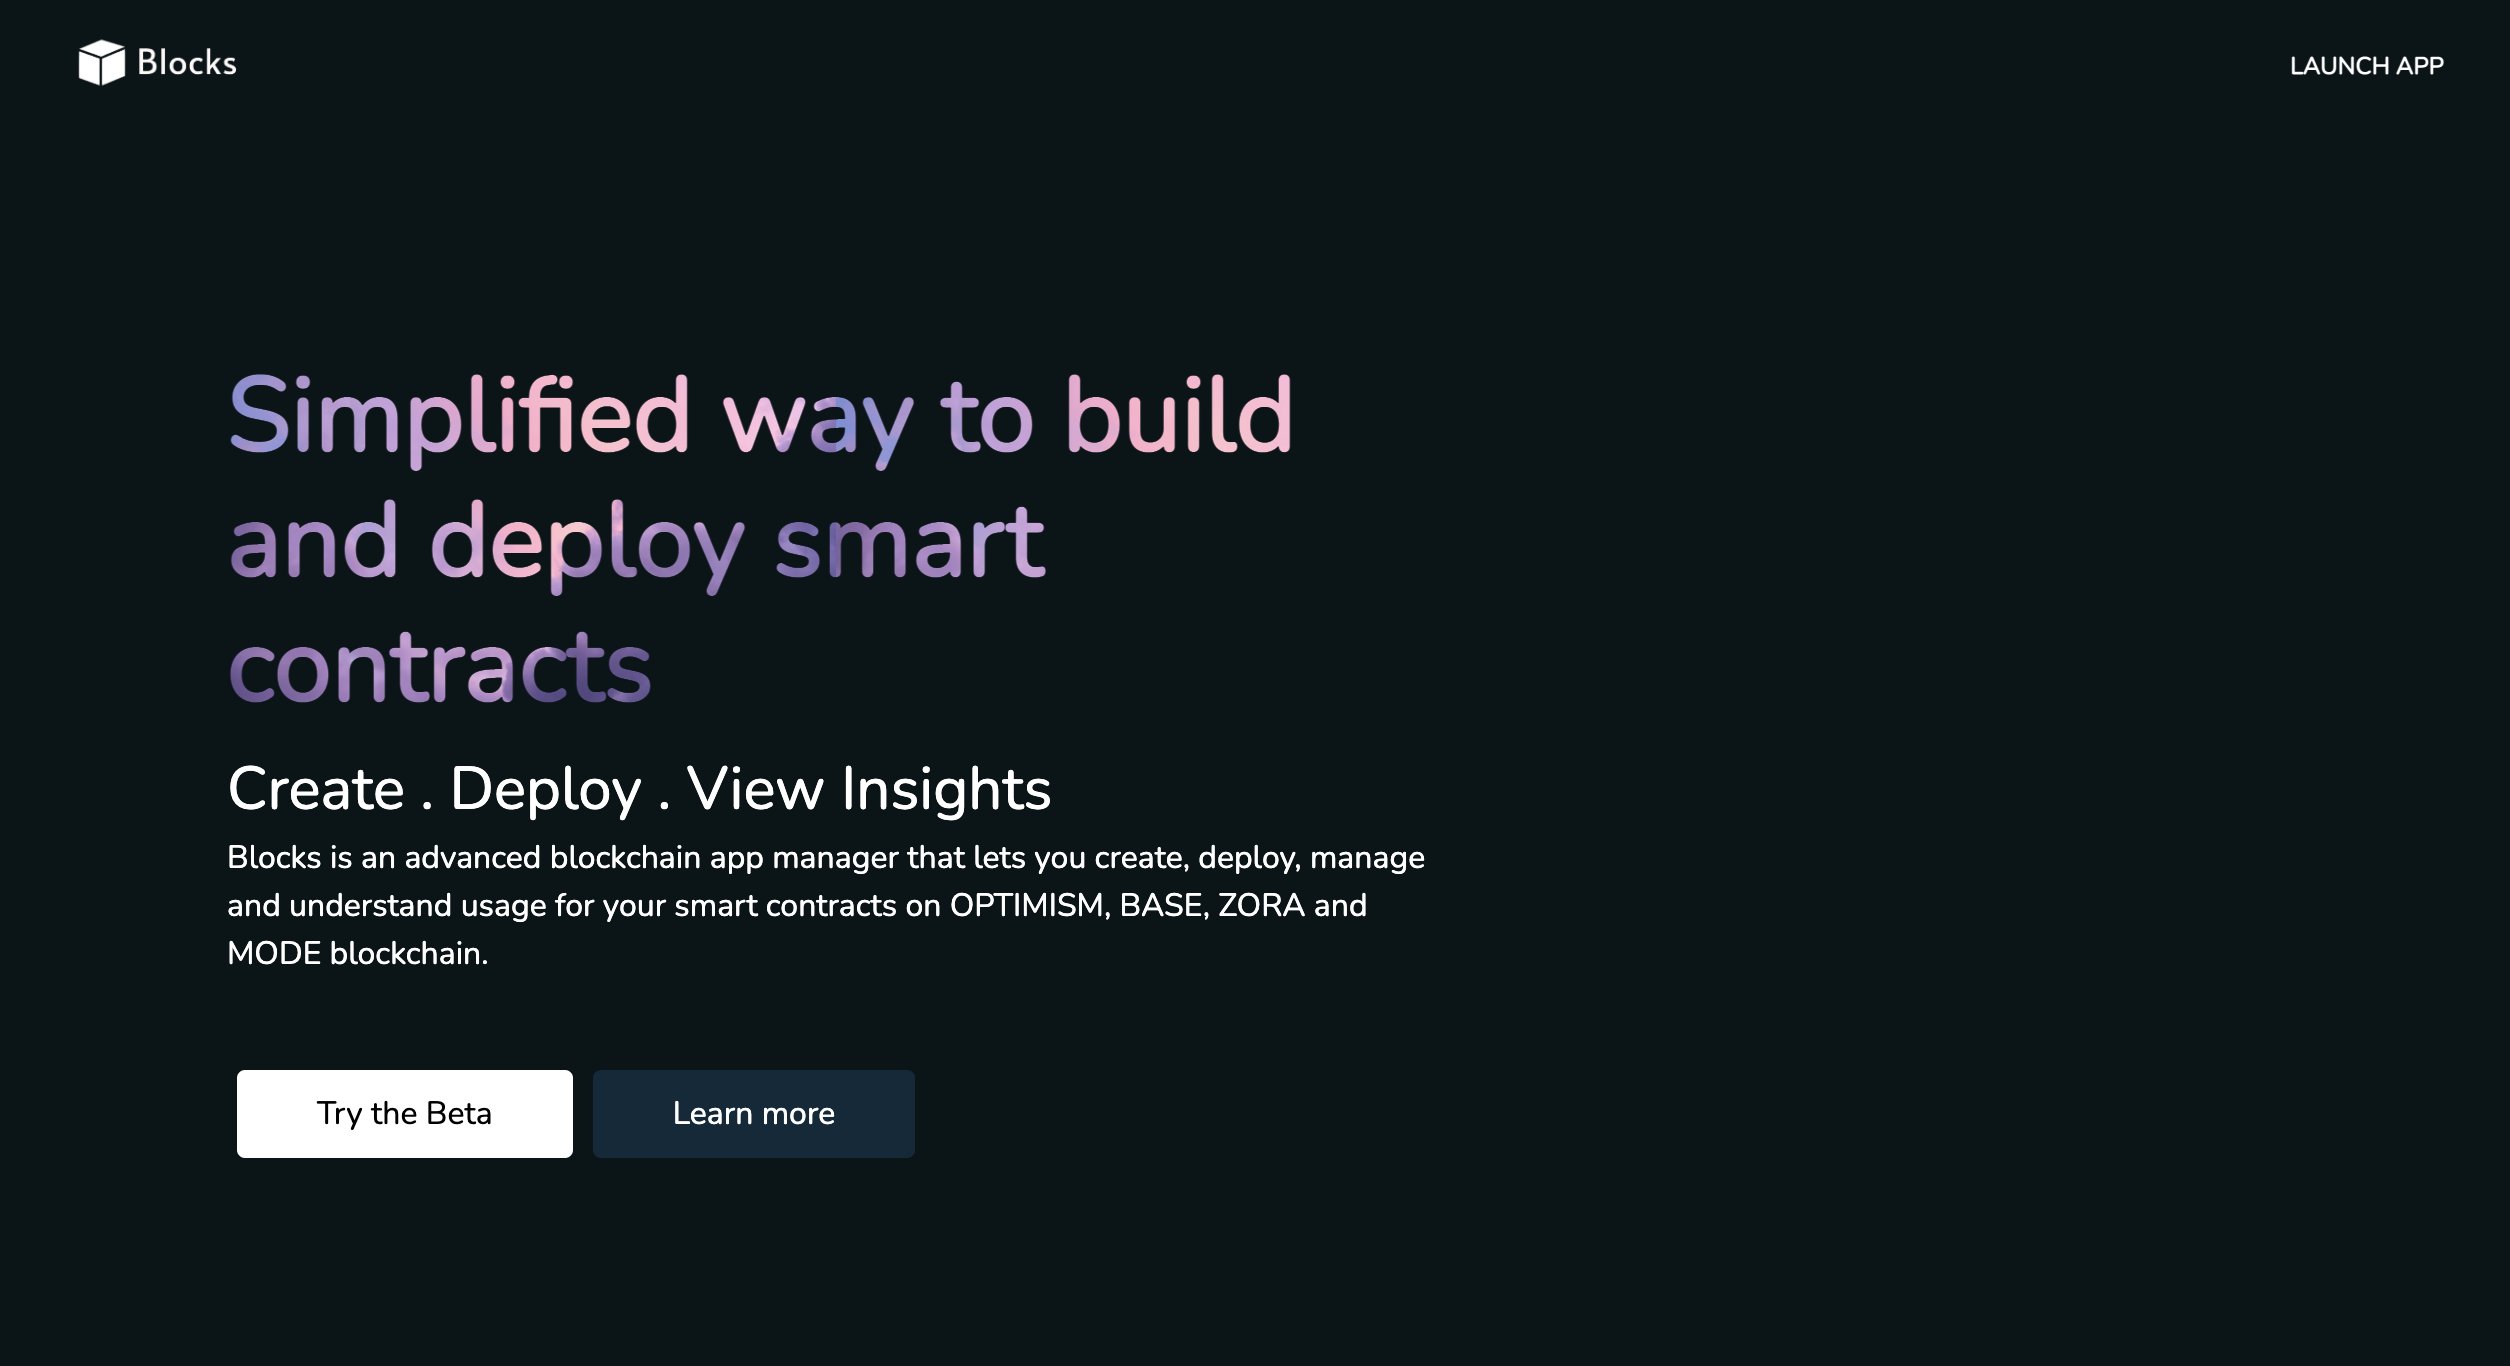 Blocks
LAUNCH APP
Simplified way to build
and deploy smart
contracts
Create . Deploy . View Insights
Blocks is an advanced blockchain app manager that lets you create, deploy, manage
and understand usage for your smart contracts on OPTIMISM, BASE, ZORA and
MODE blockchain.
Try the Beta
Learn more